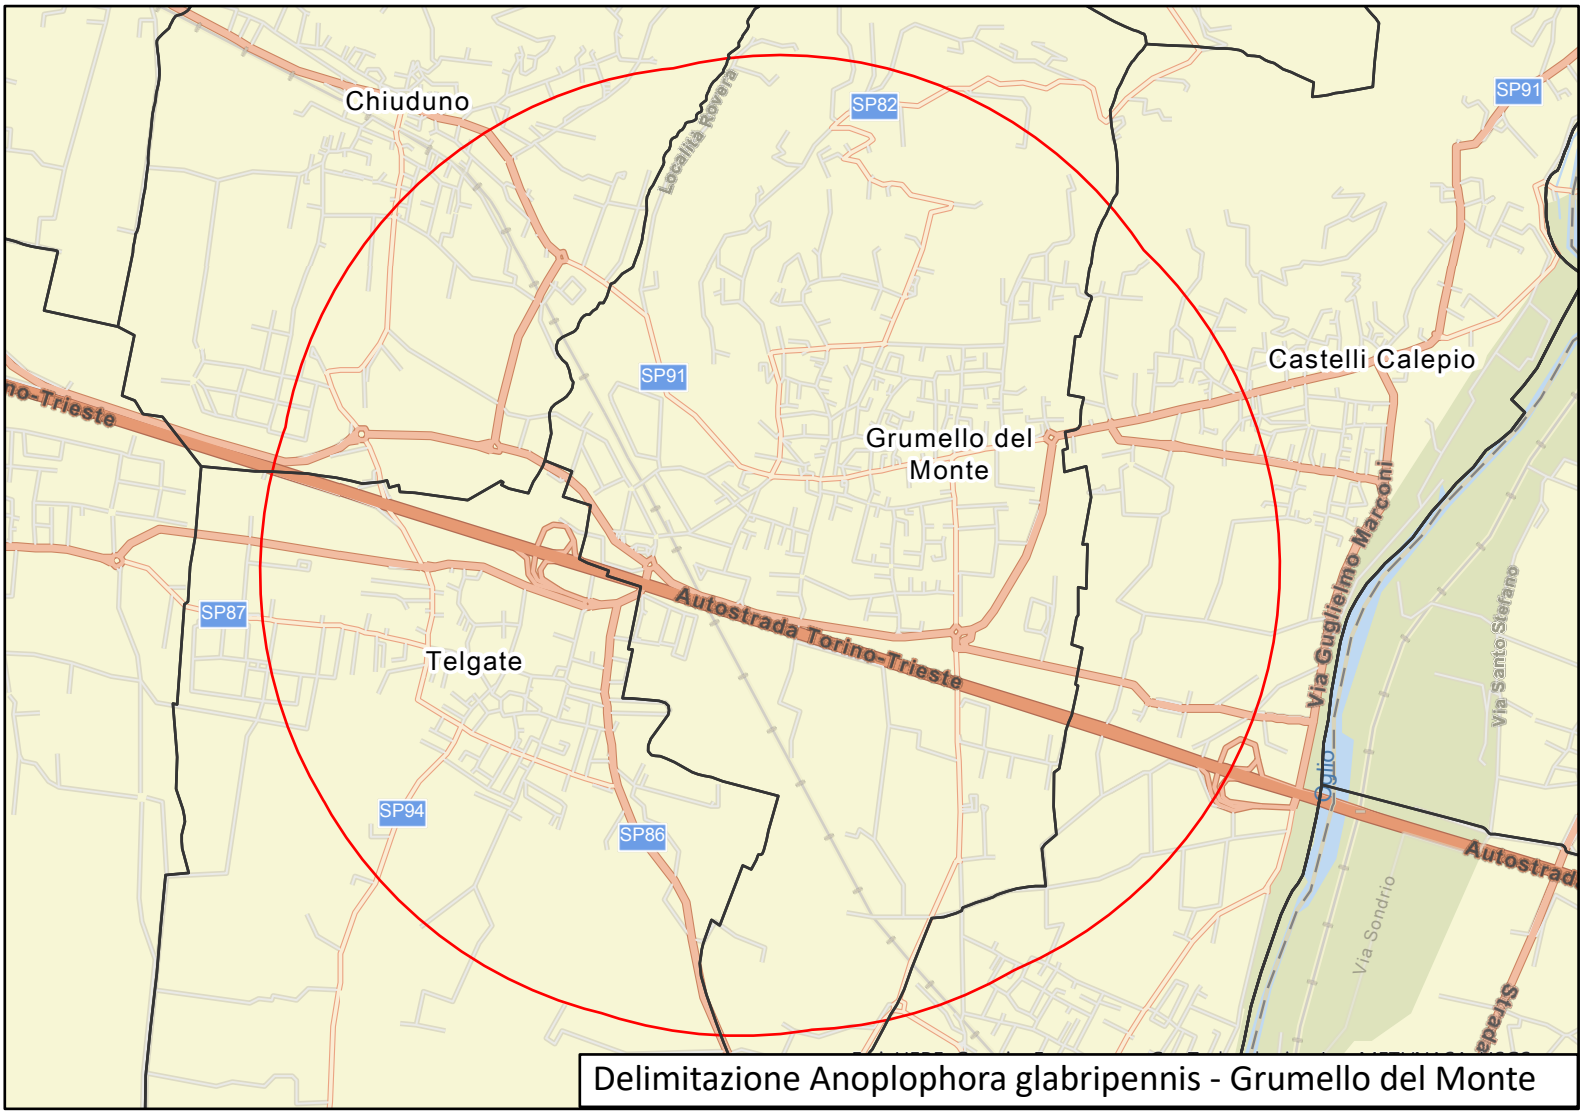 SP91
Chiuduno
SP82
Località Rovera
Castelli Calepio
SP91
no-Trieste
Grumello del
Monte
Via Guglielmo Marconi
SP87
Autostrada Torino-Trieste
Via Santo Stefano
Telgate
Oglio
SP94
SP86
Autostrad
Via Sondrio
Strada
Delimitazione Anoplophora glabripennis - Grumello del Monte